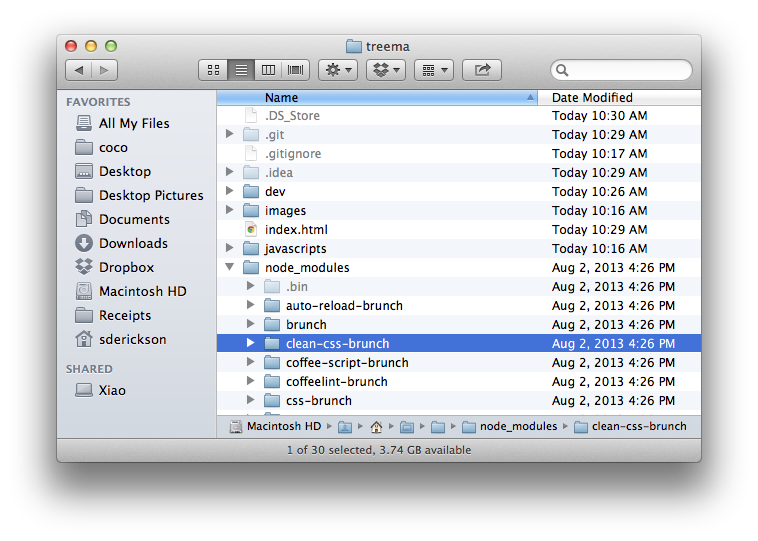 treema
FAVORITES
All My Files
coco
Desktop
Desktop Pictures
Documents
Downloads
Dropbox
Macintosh HD
Receipts
sderickson
SHARED
Xiao
Name Date Modified
.DS_Store Today 10:30 AM
.git Today 10:29 AM
.gitignore Today 10:17 AM
.idea Today 10:29 AM
dev Today 10:26 AM
images Today 10:16 AM
index.html Today 10:29 AM
javascripts Today 10:16 AM
node_modules Aug 2, 2013 4:26 PM
.bin Aug 2, 2013 4:26 PM
auto-reload-brunch Aug 2, 2013 4:26 PM
brunch Aug 2, 2013 4:26 PM
clean-css-brunch Aug 2, 2013 4:26 PM
coffee-script-brunch Aug 2, 2013 4:26 PM
coffeelint-brunch Aug 2, 2013 4:26 PM
css-brunch Aug 2, 2013 4:26 PM
Macintosh HD node_modules clean-css-brunch
1 of 30 selected, 3.74 GB available